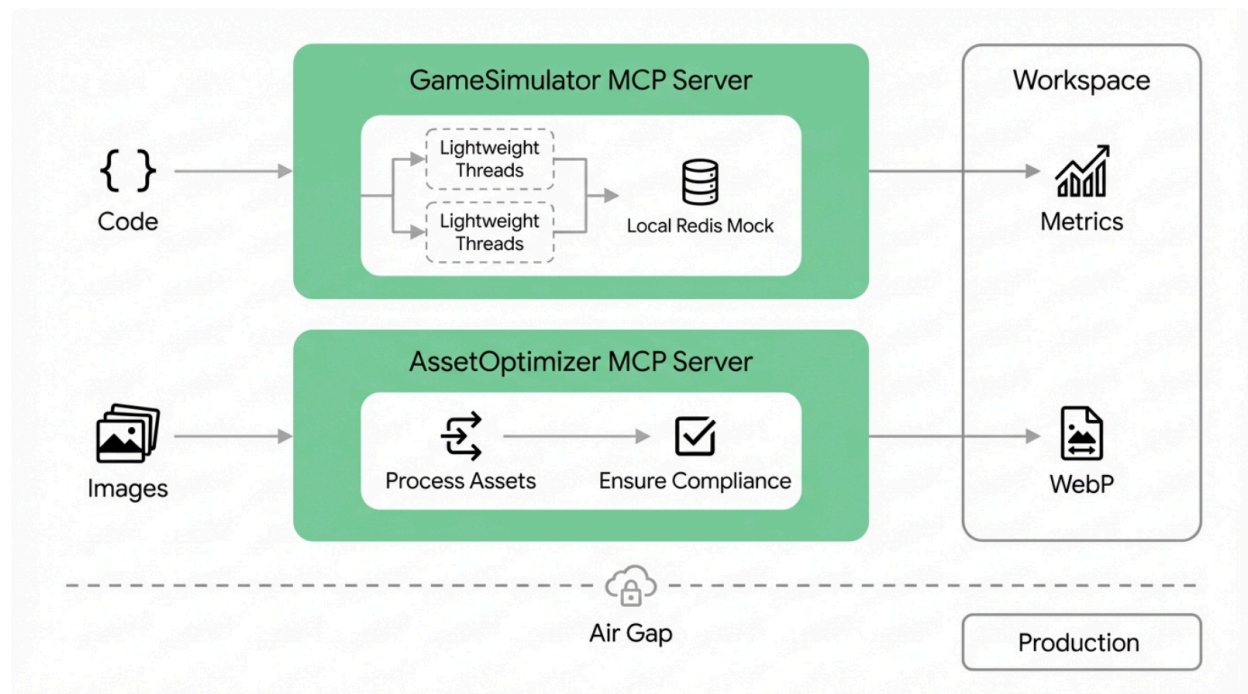 GameSimulator MCP Server
Workspace
Code
Lightweight
Threads
Lightweight
Threads
Local Redis Mock
Metrics
AssetOptimizer MCP Server
Images
Process Assets
Ensure Compliance
WebP
Air Gap
Production